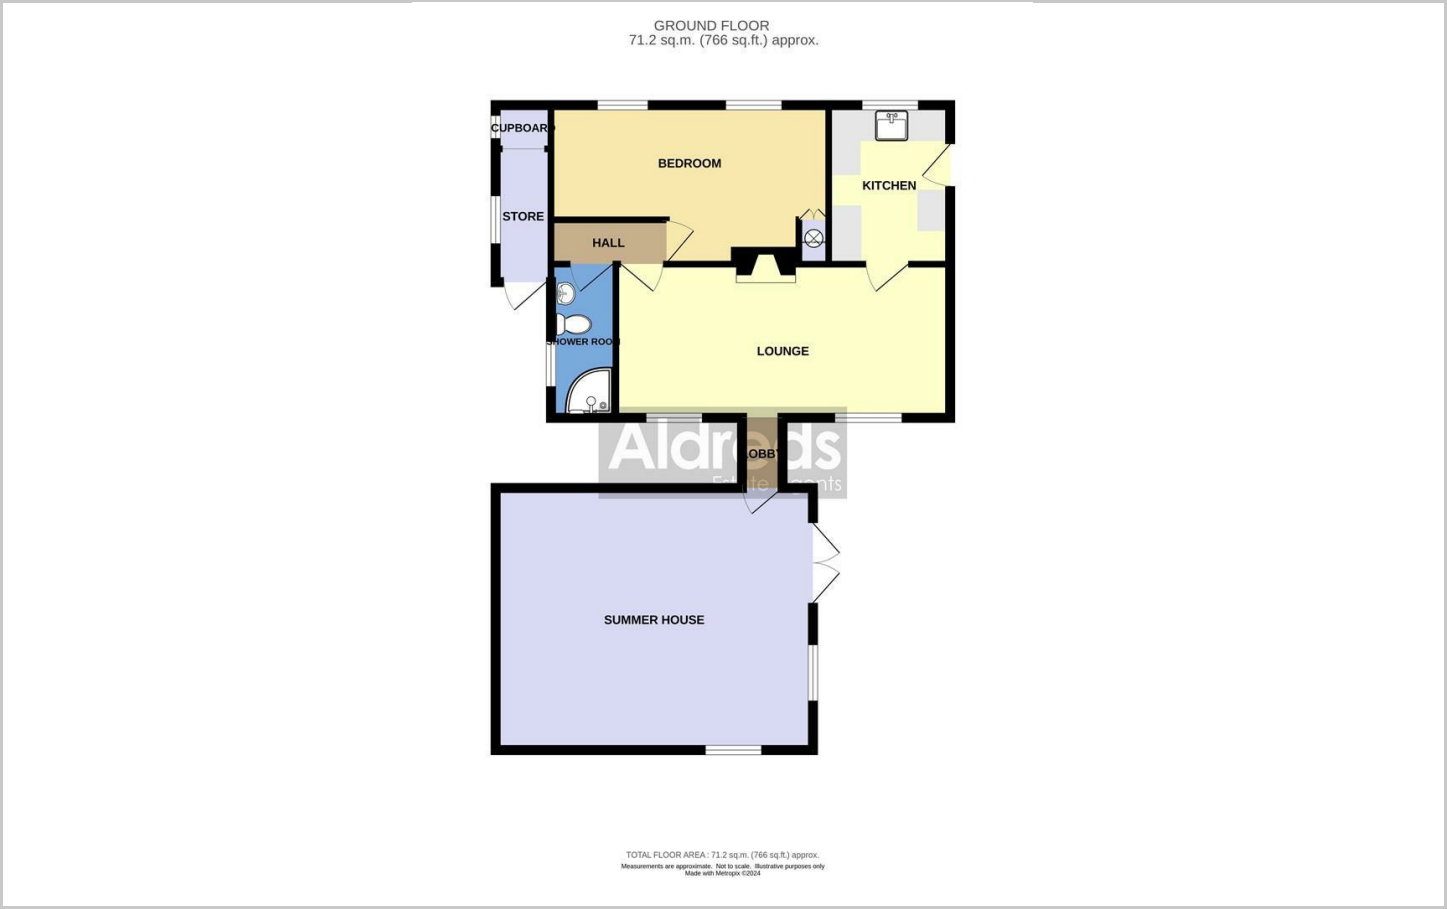 GROUND FLOOR
71.2 sq.m. (766 sq.ft.) approx.
CUPBOARD
BEDROOM
KITCHEN
STORE
HALL
SHOWER ROOM
LOUNGE
Aldreds
LOBBY
Estate Agents
SUMMER HOUSE
TOTAL FLOOR AREA : 71.2 sq.m. (766 sq.ft.) approx.
Measurements are approximate. Not to scale. Illustrative purposes only
Made with Metropix ©2024